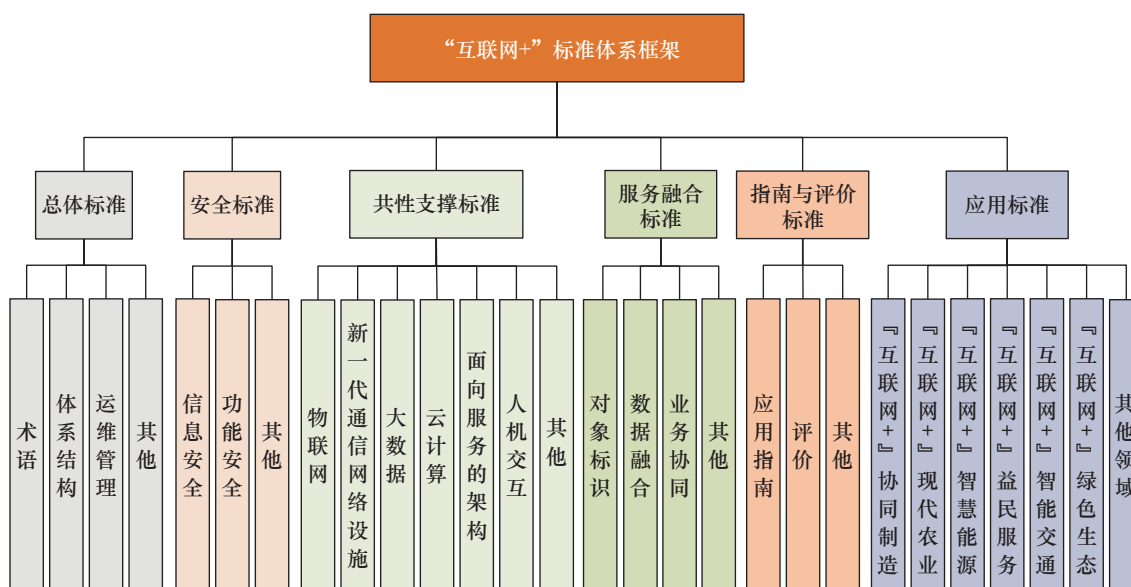 “互联网+”标准体系框架
总体标准
安全标准
共性支撑标准
服务融合
标准
指南与评价
标准
应用标准
术语
体系结构
运维管理
其他
信息安全
功能安全
其他
物联网
新一代通信网络设施
大数据
云计算
面向服务的架构
人机交互
其他
对象标识
数据融合
业务协同
其他
应用指南
评价
其他
『互联网+』协同制造
『互联网+』现代农业
『互联网+』智慧能源
『互联网+』益民服务
『互联网+』智能交通
『互联网+』绿色生态
其他领域